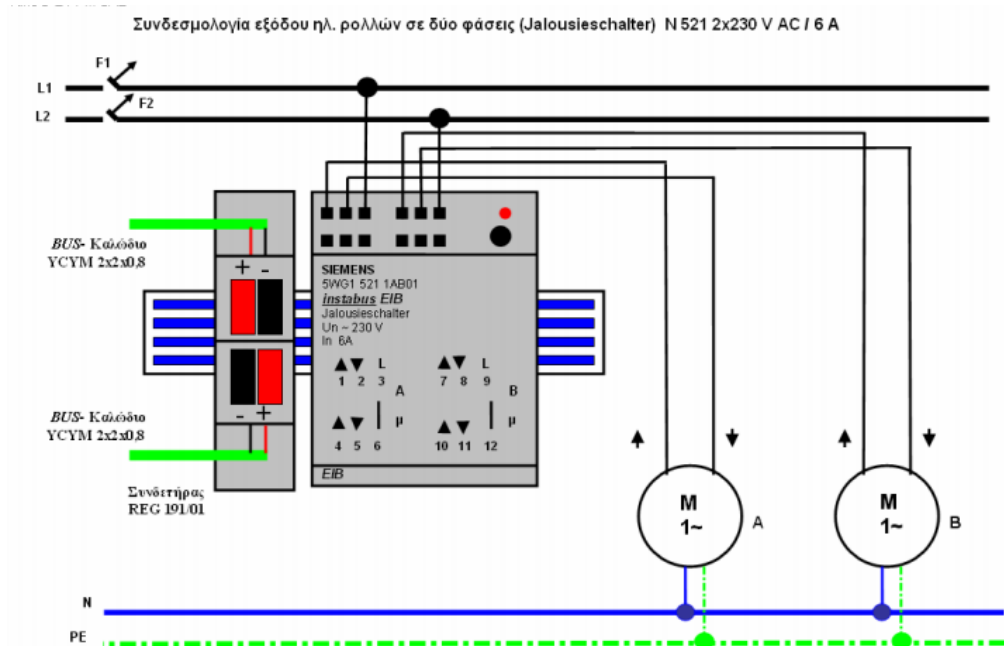 Συνδεσμολογία εξόδου ηλ. ρολλών σε δύο φάσεις (Jalousieschalter) N 521 2x230 V AC / 6 A
F1
L1
F2
L2
BUS- Καλώδιο
YCYM 2x2x0,8
+ -
SIEMENS
5WG1 521 1AB01
instabus EIB
Jalousieschalter
Un ~ 230 V
In 6A
▲▼ L ▲▼ L
1 2 3 7 8 9
A B
▲▼ μ ▲▼ μ
4 5 6 10 11 12
EIB
- +
BUS- Καλώδιο
YCYM 2x2x0,8
Συνδετήρας
REG 191/01
M
1~
A
M
1~
B
N
PE